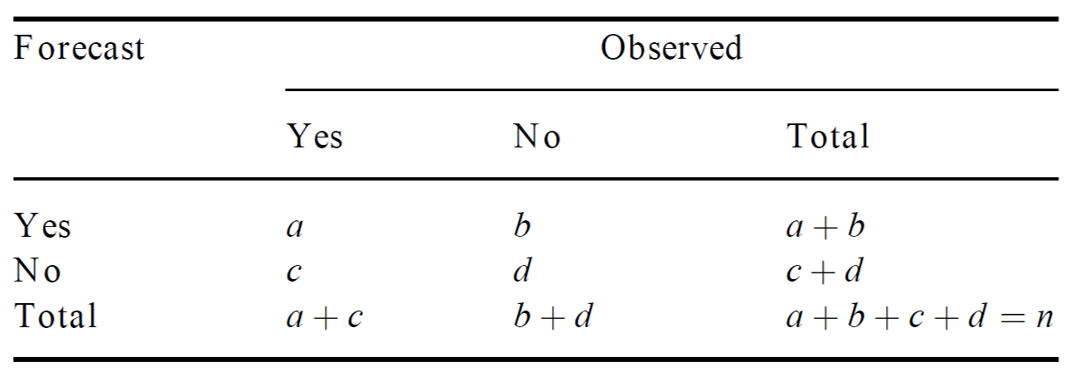 Forecast Observed
Yes No Total
Yes a b a + b
No c d c + d
Total a + c b + d a + b + c + d = n